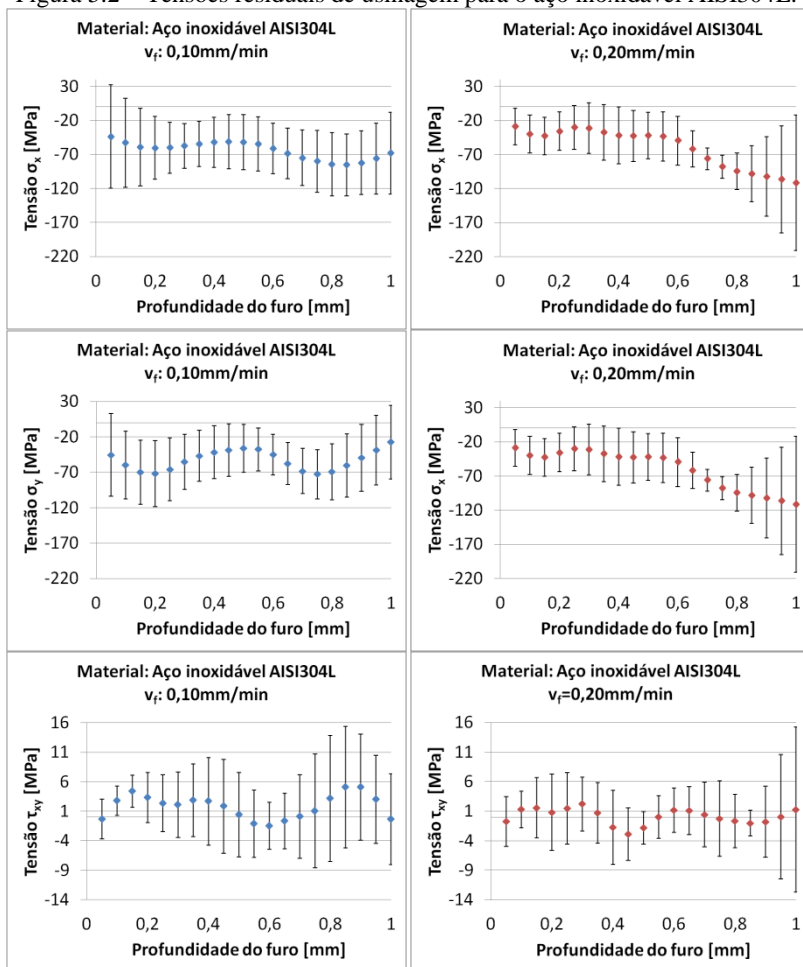 Figura 5.2 – Tensões residuais de usinagem para o aço inoxidável AISI304L.
Material: Aço inoxidável AISI304L
vf: 0,10mm/min
Tensão σx [MPa]
30
-20
-70
-120
-170
-220
0 0,2 0,4 0,6 0,8 1
Profundidade do furo [mm]
Material: Aço inoxidável AISI304L
vf: 0,20mm/min
Tensão σx [MPa]
30
-20
-70
-120
-170
-220
0 0,2 0,4 0,6 0,8 1
Profundidade do furo [mm]
Material: Aço inoxidável AISI304L
vf: 0,10mm/min
Tensão σy [MPa]
30
-20
-70
-120
-170
-220
0 0,2 0,4 0,6 0,8 1
Profundidade do furo [mm]
Material: Aço inoxidável AISI304L
vf: 0,20mm/min
Tensão σx [MPa]
30
-20
-70
-120
-170
-220
0 0,2 0,4 0,6 0,8 1
Profundidade do furo [mm]
Material: Aço inoxidável AISI304L
vf: 0,10mm/min
Tensão τxy [MPa]
16
11
6
1
-4
-9
-14
0 0,2 0,4 0,6 0,8 1
Profundidade do furo [mm]
Material: Aço inoxidável AISI304L
vf=0,20mm/min
Tensão τxy [MPa]
16
11
6
1
-4
-9
-14
0 0,2 0,4 0,6 0,8 1
Profundidade do furo [mm]